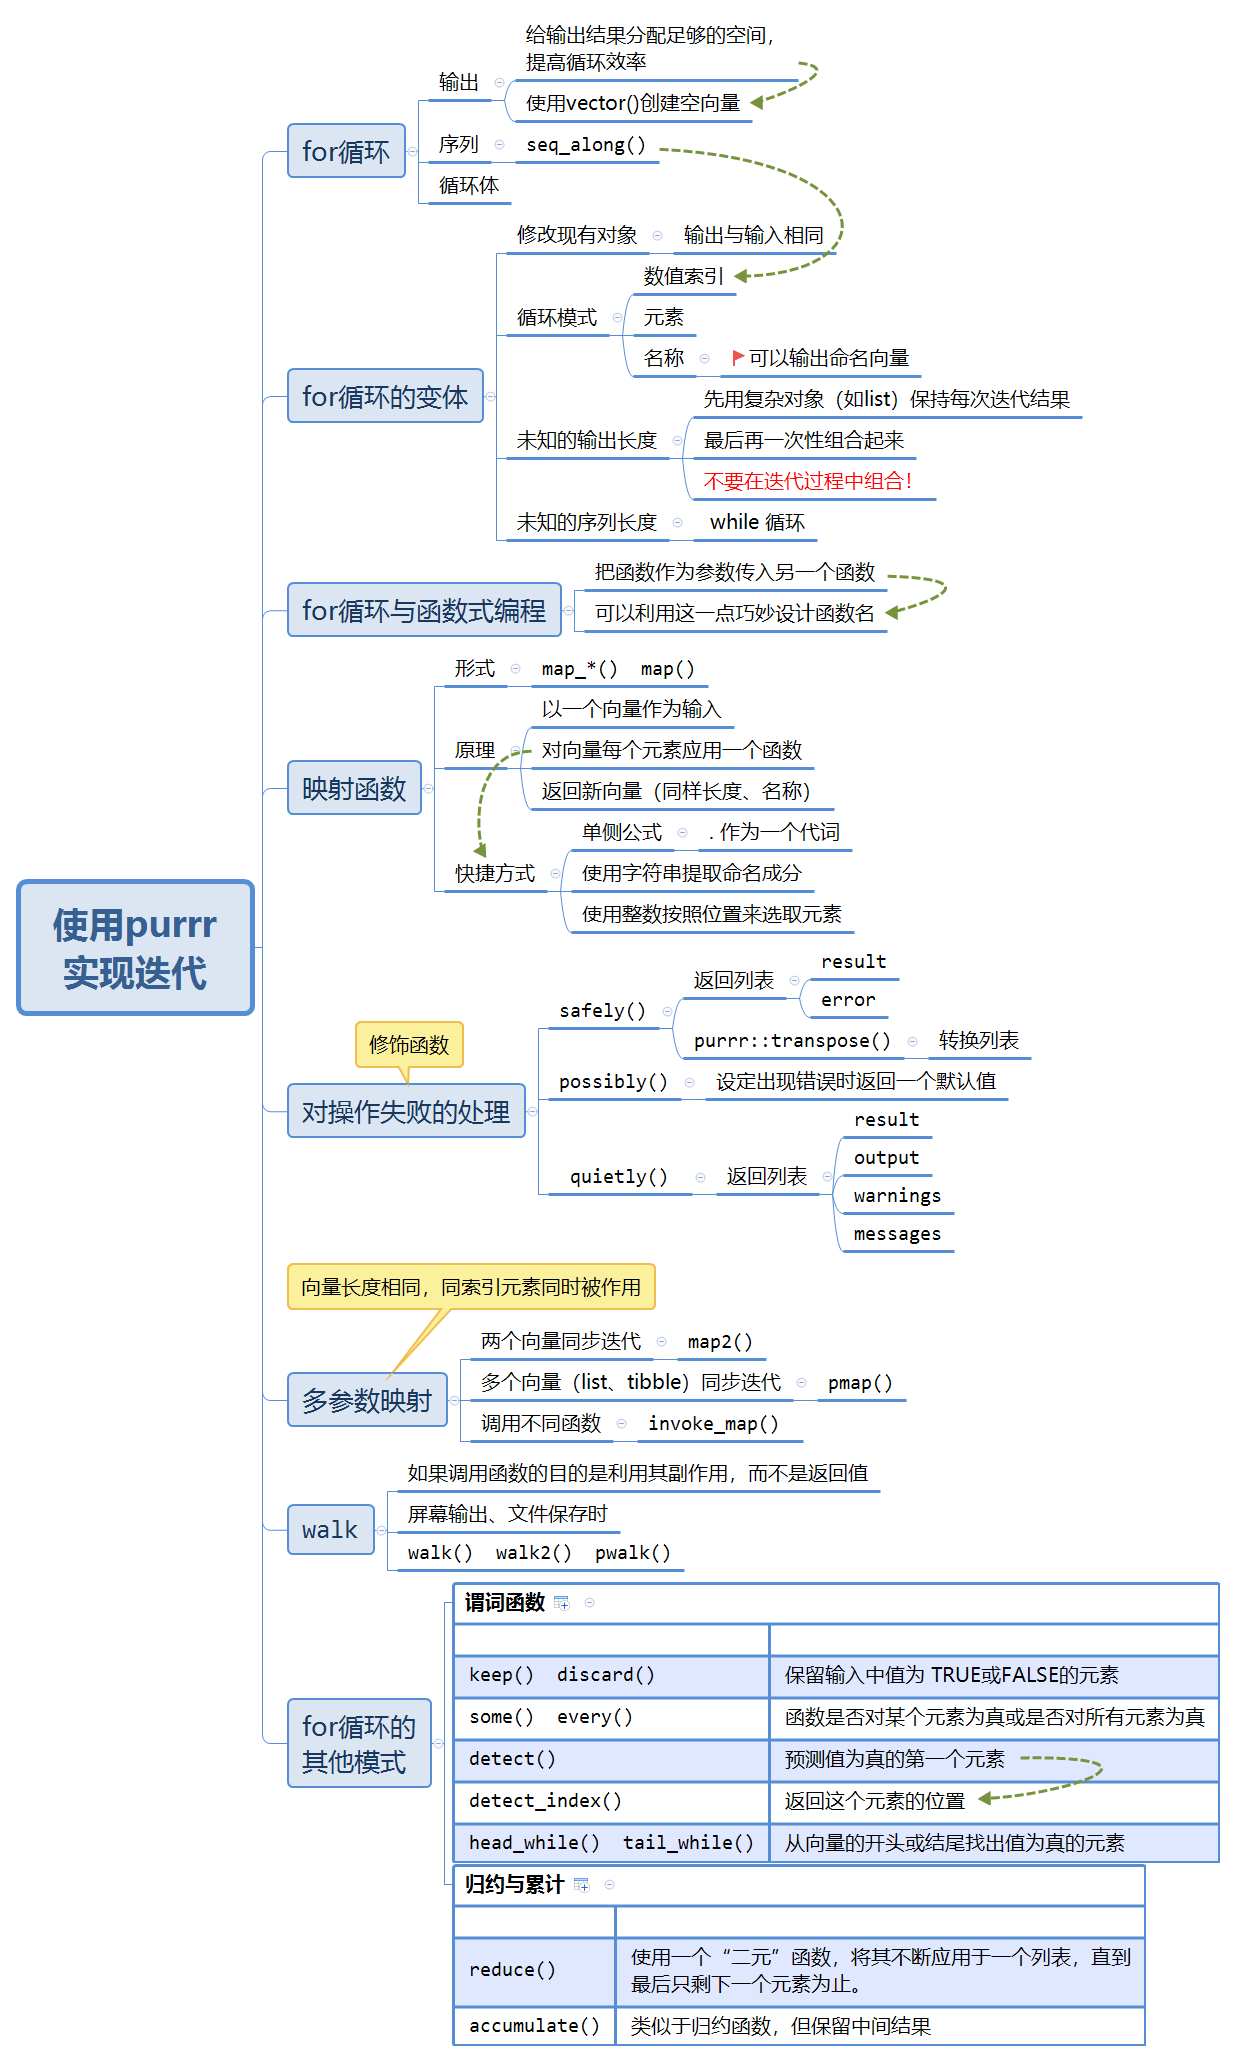 使用purrr
实现迭代
for循环
输出
给输出结果分配足够的空间，
提高循环效率
使用vector()创建空向量
序列
seq_along()
循环体
for循环的变体
修改现有对象
输出与输入相同
循环模式
数值索引
元素
名称
可以输出命名向量
未知的输出长度
先用复杂对象（如list）保持每次迭代结果
最后再一次性组合起来
不要在迭代过程中组合！
未知的序列长度
while 循环
for循环与函数式编程
把函数作为参数传入另一个函数
可以利用这一点巧妙设计函数名
映射函数
形式
map_*()  map()
原理
以一个向量作为输入
对向量每个元素应用一个函数
返回新向量（同样长度、名称）
快捷方式
单侧公式
. 作为一个代词
使用字符串提取命名成分
使用整数按照位置来选取元素
修饰函数
对操作失败的处理
safely()
返回列表
result
error
purrr::transpose()
转换列表
possibly()
设定出现错误时返回一个默认值
quietly()
返回列表
result
output
warnings
messages
向量长度相同，同索引元素同时被作用
多参数映射
两个向量同步迭代
map2()
多个向量（list、tibble）同步迭代
pmap()
调用不同函数
invoke_map()
walk
如果调用函数的目的是利用其副作用，而不是返回值
屏幕输出、文件保存时
walk()  walk2()  pwalk()
for循环的
其他模式
谓词函数
keep()  discard()
保留输入中值为 TRUE或FALSE的元素
some()  every()
函数是否对某个元素为真或是否对所有元素为真
detect()
预测值为真的第一个元素
detect_index()
返回这个元素的位置
head_while()  tail_while()
从向量的开头或结尾找出值为真的元素
归约与累计
reduce()
使用一个“二元”函数，将其不断应用于一个列表，直到
最后只剩下一个元素为止。
accumulate()
类似于归约函数，但保留中间结果